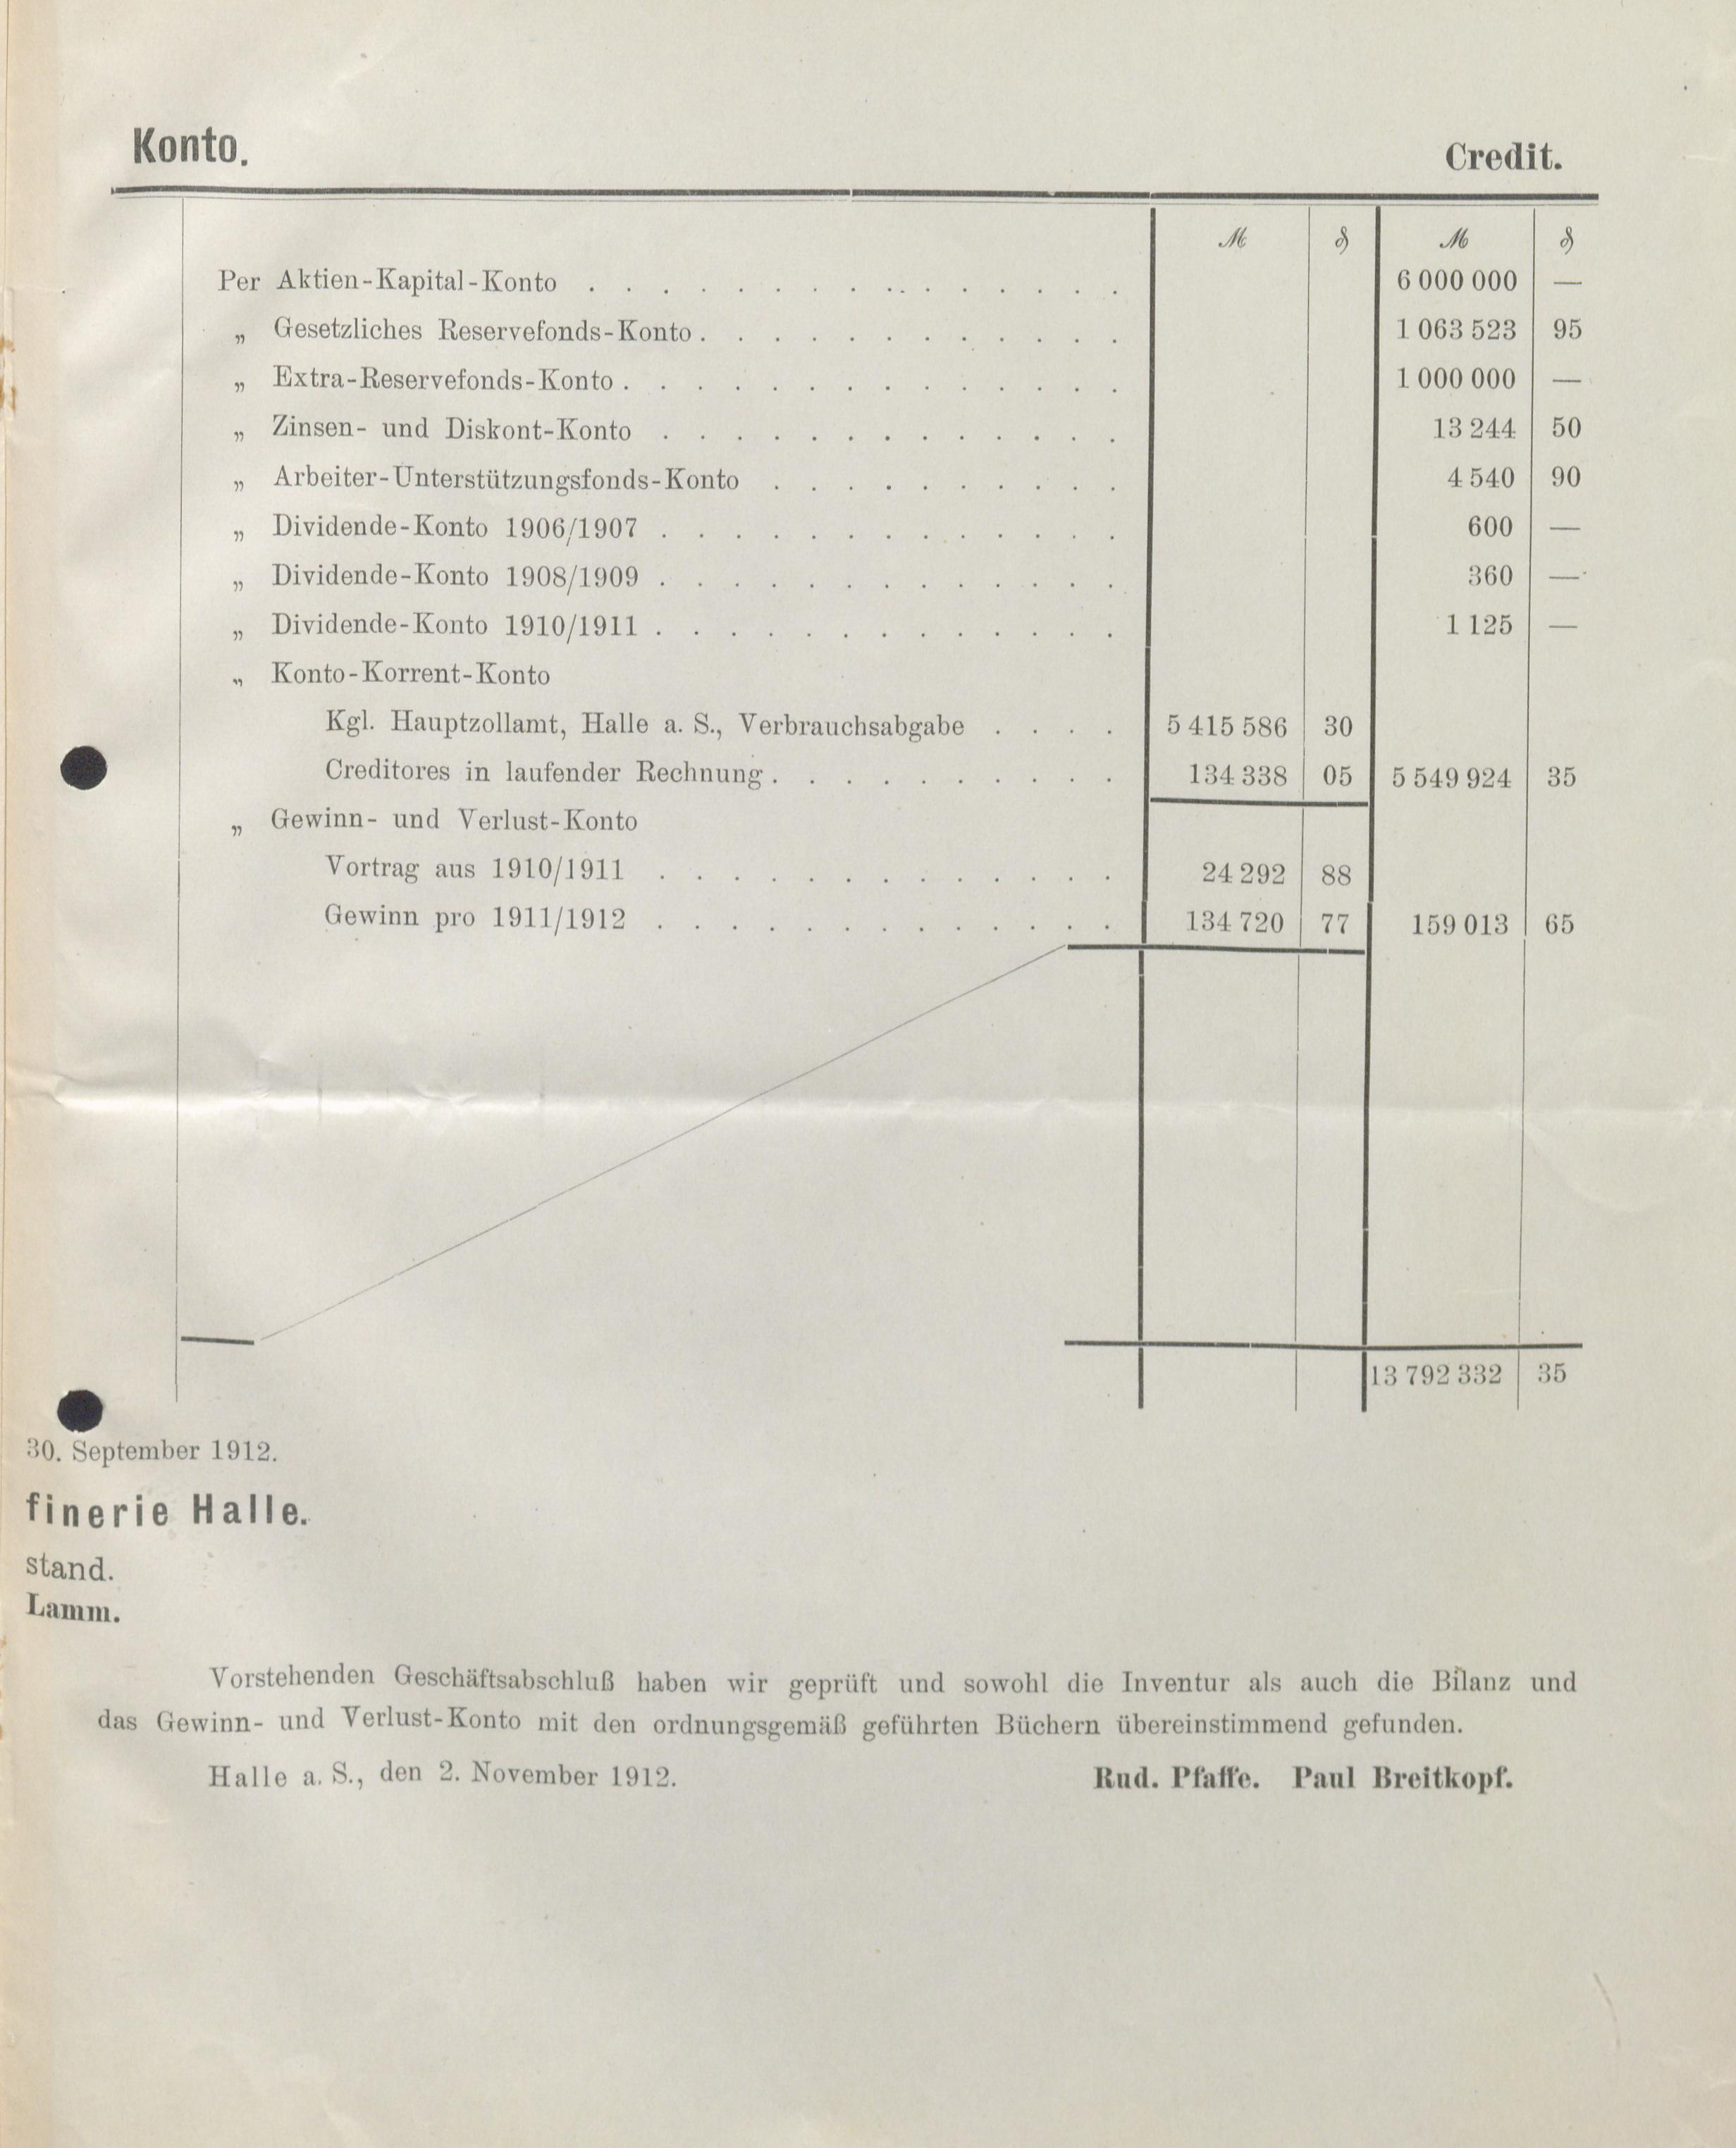 Konto.
Credit.
ℳ ₰ ℳ ₰
Per Aktien-Kapital-Konto . . . . . . . . . . . . . . . 6 000 000 —
„ Gesetzliches Reservefonds-Konto . . . . . . . . . . . . 1 063 523 95
„ Extra-Reservefonds-Konto . . . . . . . . . . . . . . 1 000 000 —
„ Zinsen- und Diskont-Konto . . . . . . . . . . . . . 13 244 50
„ Arbeiter-Unterstützungsfonds-Konto . . . . . . . . . . 4 540 90
„ Dividende-Konto 1906/1907 . . . . . . . . . . . . . 600 —
„ Dividende-Konto 1908/1909 . . . . . . . . . . . . . 360 —
„ Dividende-Konto 1910/1911 . . . . . . . . . . . . . 1 125 —
„ Konto-Korrent-Konto
Kgl. Hauptzollamt, Halle a. S., Verbrauchsabgabe . . . . 5 415 586 30
Creditores in laufender Rechnung . . . . . . . . . . 134 338 05 5 549 924 35
„ Gewinn- und Verlust-Konto
Vortrag aus 1910/1911 . . . . . . . . . . . . . 24 292 88
Gewinn pro 1911/1912 . . . . . . . . . . . . . 134 720 77 159 013 65
13 792 332 35
30. September 1912.
finerie Halle.
stand.
Lamm.
Vorstehenden Geschäftsabschluß haben wir geprüft und sowohl die Inventur als auch die Bilanz und
das Gewinn- und Verlust-Konto mit den ordnungsgemäß geführten Büchern übereinstimmend gefunden.
Halle a. S., den 2. November 1912. Rud. Pfaffe. Paul Breitkopf.